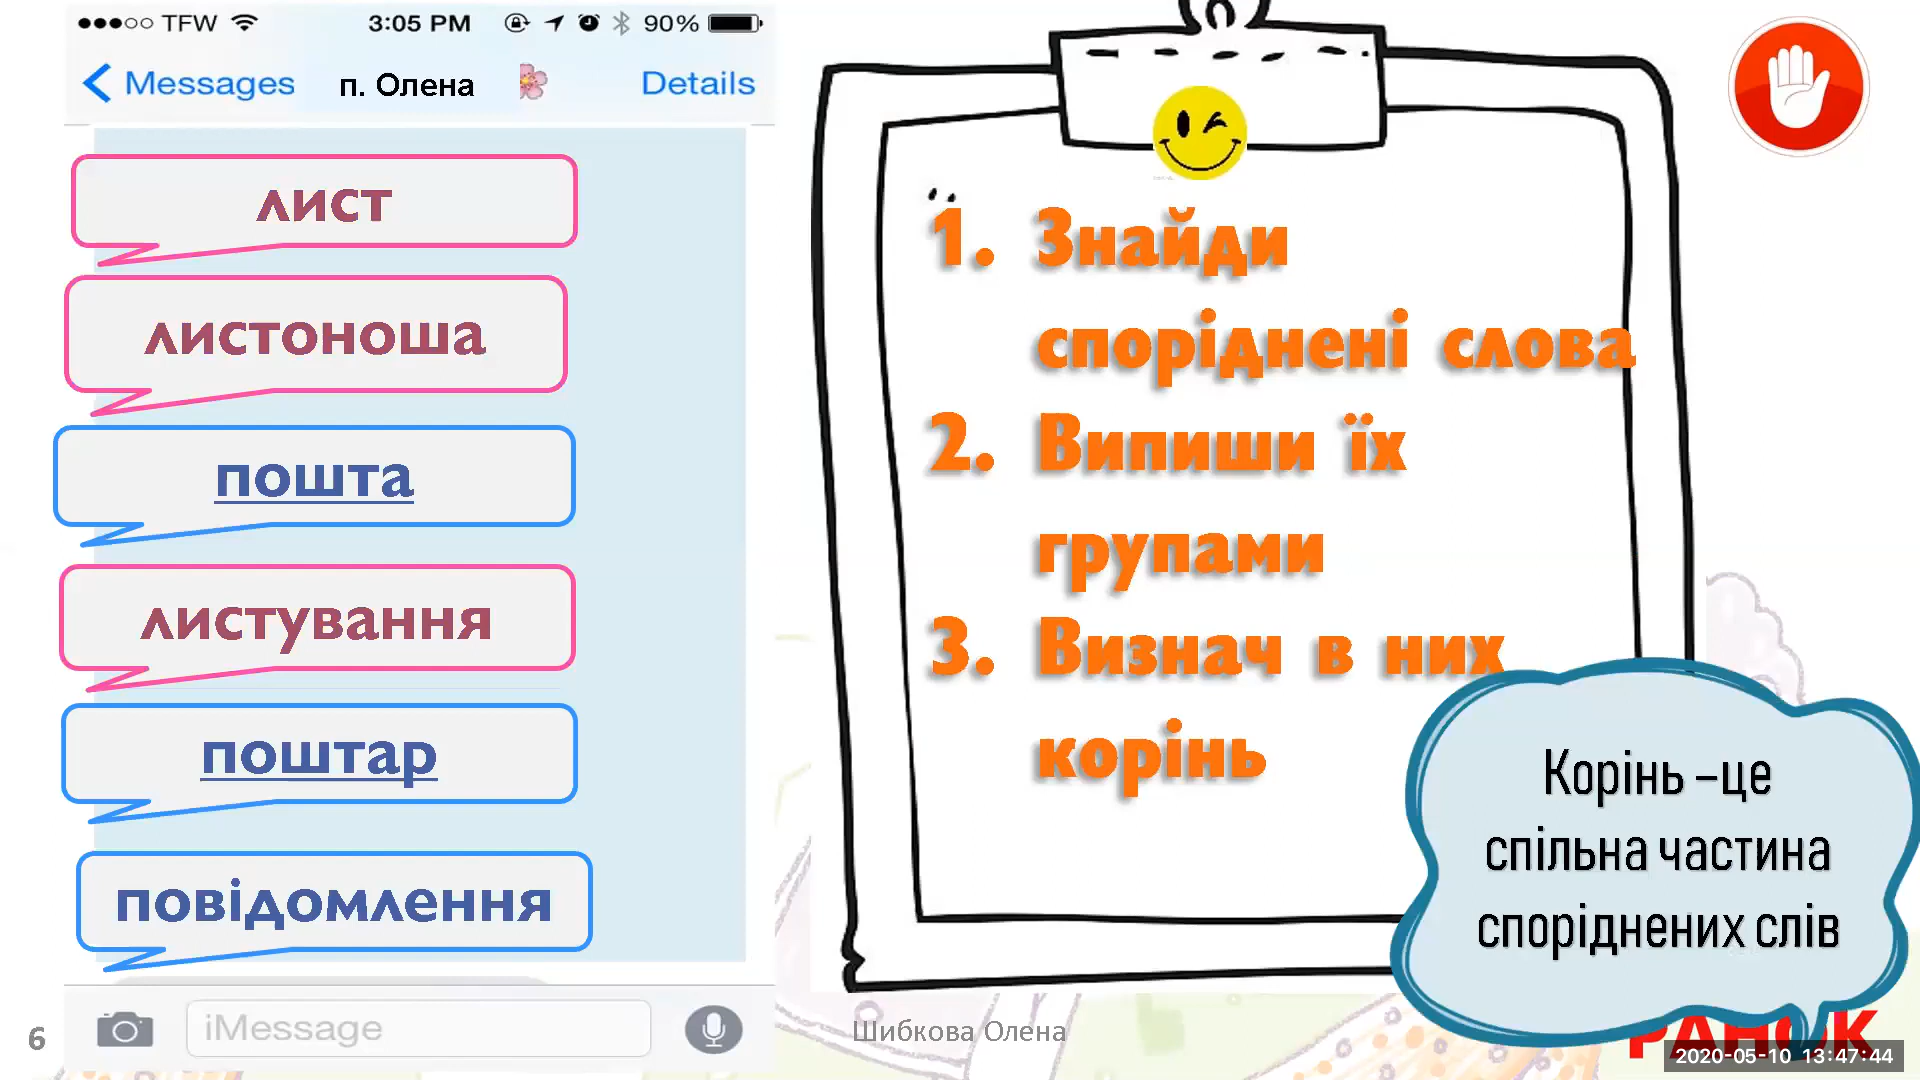 TFW 3:05 PM 90%
Messages п. Олена Details
лист
листоноша
пошта
листування
поштар
повідомлення
iMessage
6
1. Знайди
споріднені слова
2. Випиши їх
групами
3. Визнач в них
корінь
Корінь –це
спільна частина
споріднених слів
Шибкова Олена
РАНОК
2020-05-10 13:47:44